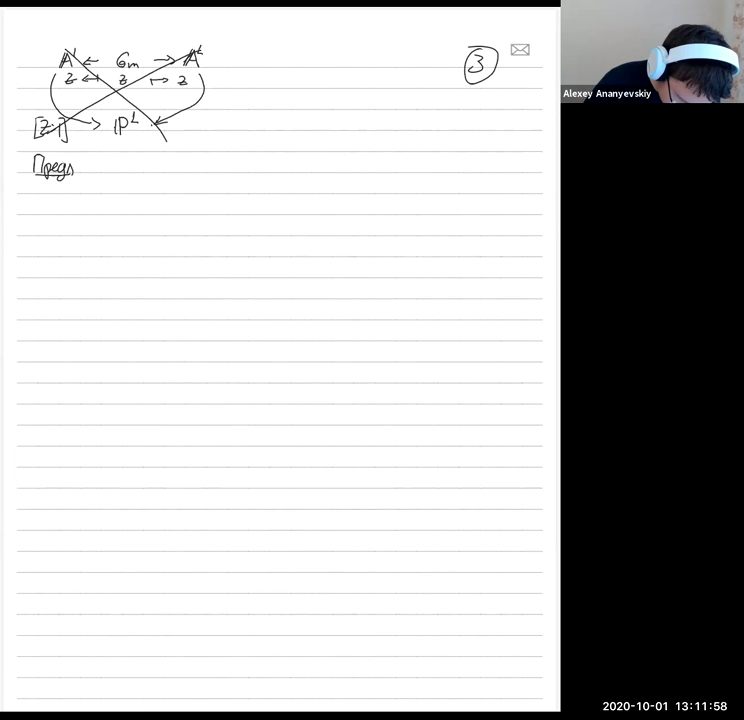 A¹ ← Gm → A¹
z ↤ z ↦ z
[z:1] → P¹
Предл
③
Alexey Ananyevskiy
2020-10-01 13:11:58